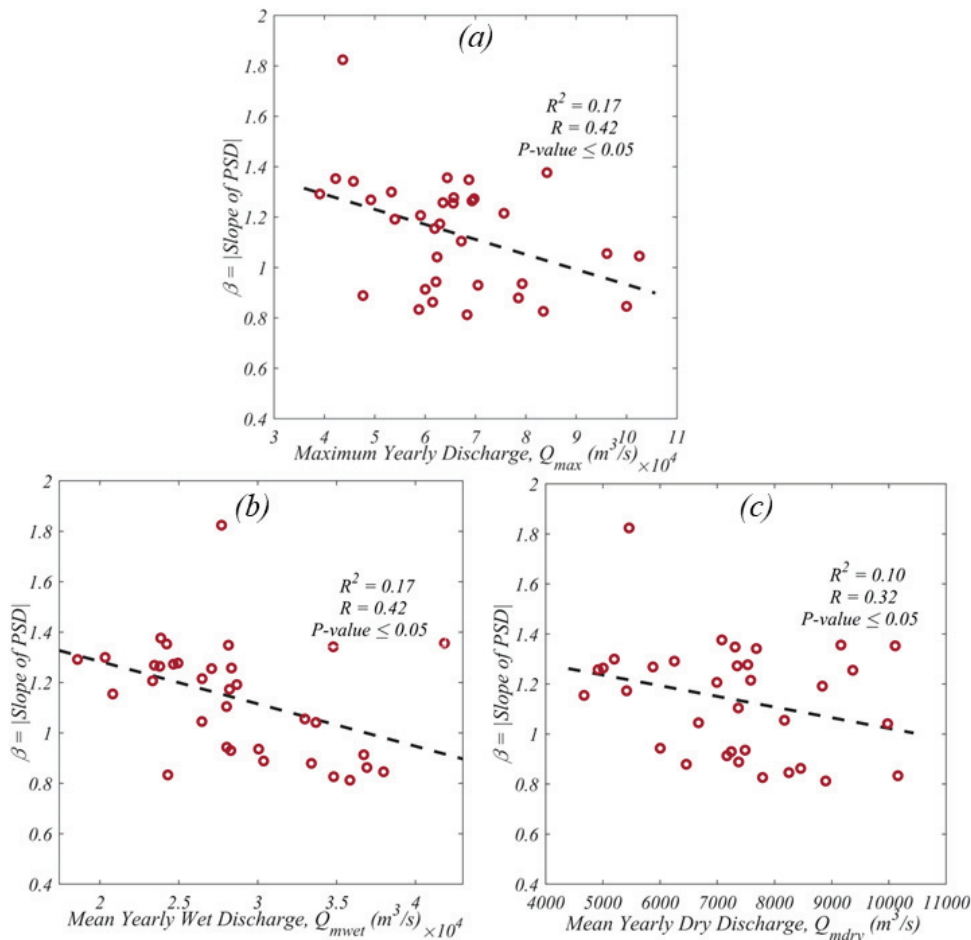 (a)
2
1.8
1.6
1.4
1.2
1
0.8
0.6
0.4
β = |Slope of PSD|
R² = 0.17
R = 0.42
P-value ≤ 0.05
3 4 5 6 7 8 9 10 11
Maximum Yearly Discharge, Q_max (m³/s) ×10⁴
(b)
2
1.8
1.6
1.4
1.2
1
0.8
0.6
0.4
β = |Slope of PSD|
R² = 0.17
R = 0.42
P-value ≤ 0.05
2 2.5 3 3.5 4
Mean Yearly Wet Discharge, Q_mwet (m³/s) ×10⁴
(c)
2
1.8
1.6
1.4
1.2
1
0.8
0.6
0.4
β = |Slope of PSD|
R² = 0.10
R = 0.32
P-value ≤ 0.05
4000 5000 6000 7000 8000 9000 10000 11000
Mean Yearly Dry Discharge, Q_mdry (m³/s)